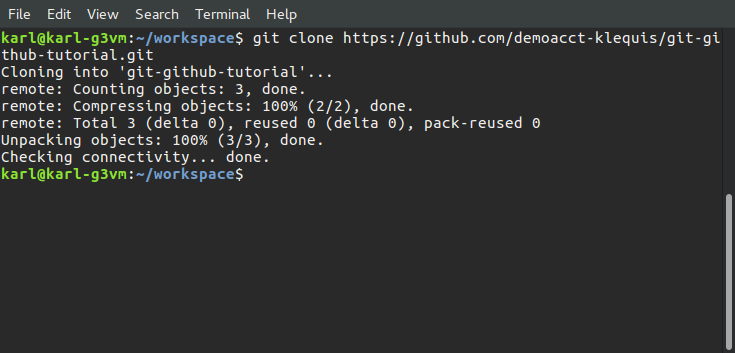 File Edit View Search Terminal Help
karl@karl-g3vm:~/workspace$ git clone https://github.com/demoacct-klequis/git-gi
thub-tutorial.git
Cloning into 'git-github-tutorial'...
remote: Counting objects: 3, done.
remote: Compressing objects: 100% (2/2), done.
remote: Total 3 (delta 0), reused 0 (delta 0), pack-reused 0
Unpacking objects: 100% (3/3), done.
Checking connectivity... done.
karl@karl-g3vm:~/workspace$